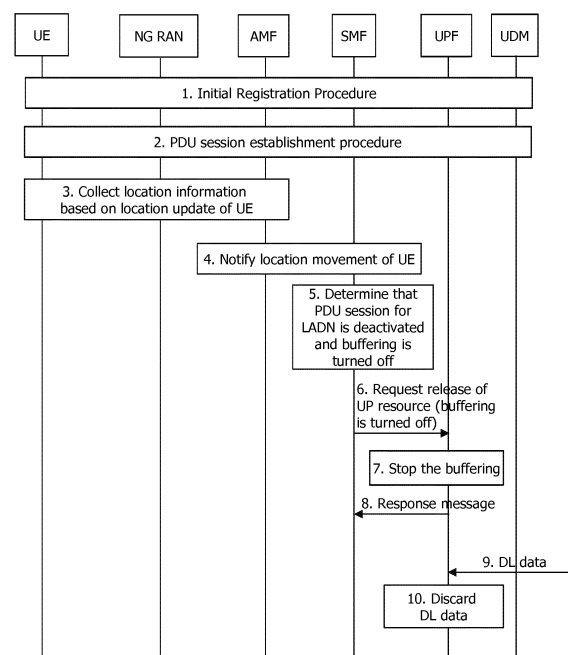 UE
NG RAN
AMF
SMF
UPF
UDM
1. Initial Registration Procedure
2. PDU session establishment procedure
3. Collect location information
based on location update of UE
4. Notify location movement of UE
5. Determine that
PDU session for
LADN is deactivated
and buffering is
turned off
6. Request release of
UP resource (buffering
is turned off)
7. Stop the buffering
8. Response message
9. DL data
10. Discard
DL data